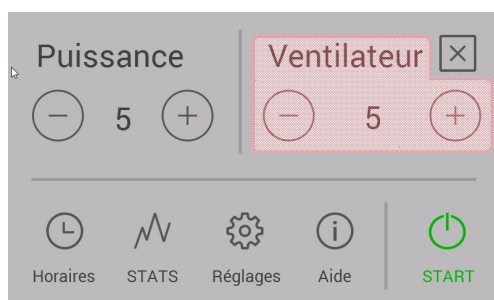 Puissance
Ventilateur
5
5
Horaires
STATS
Réglages
Aide
START